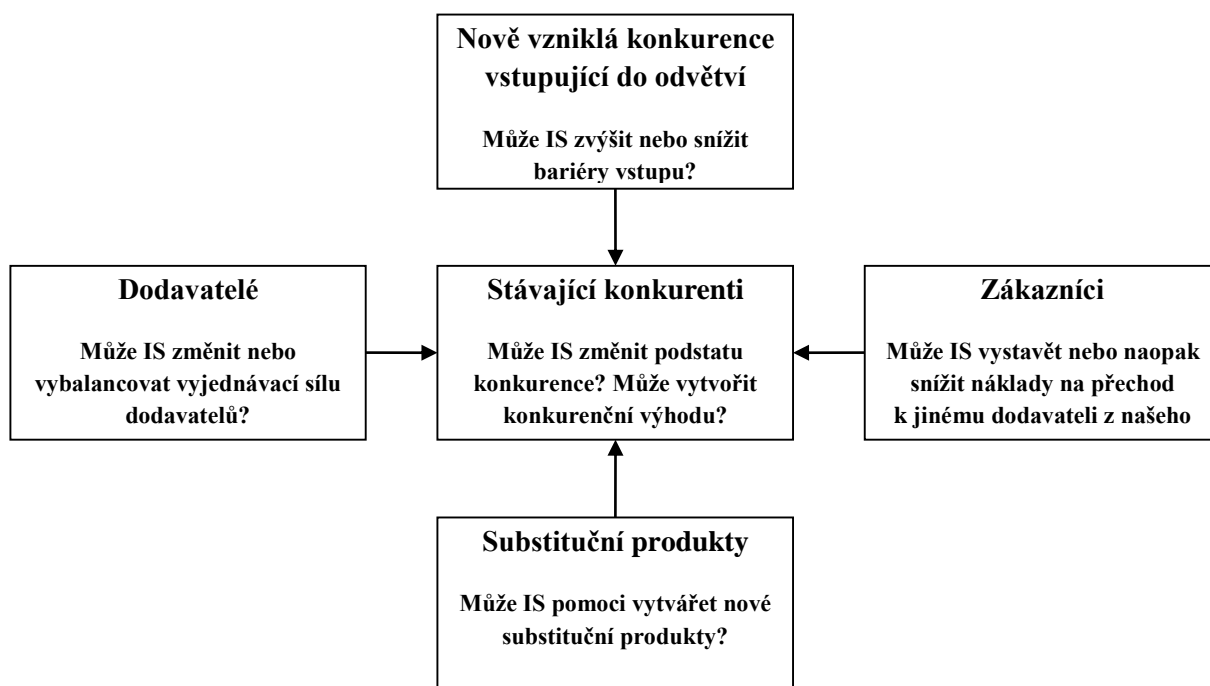 Nově vzniklá konkurence
vstupující do odvětví
Může IS zvýšit nebo snížit
bariéry vstupu?
Dodavatelé
Může IS změnit nebo
vybalancovat vyjednávací sílu
dodavatelů?
Stávající konkurenti
Může IS změnit podstatu
konkurence? Může vytvořit
konkurenční výhodu?
Zákazníci
Může IS vystavět nebo naopak
snížit náklady na přechod
k jinému dodavateli z našeho
Substituční produkty
Může IS pomoci vytvářet nové
substituční produkty?